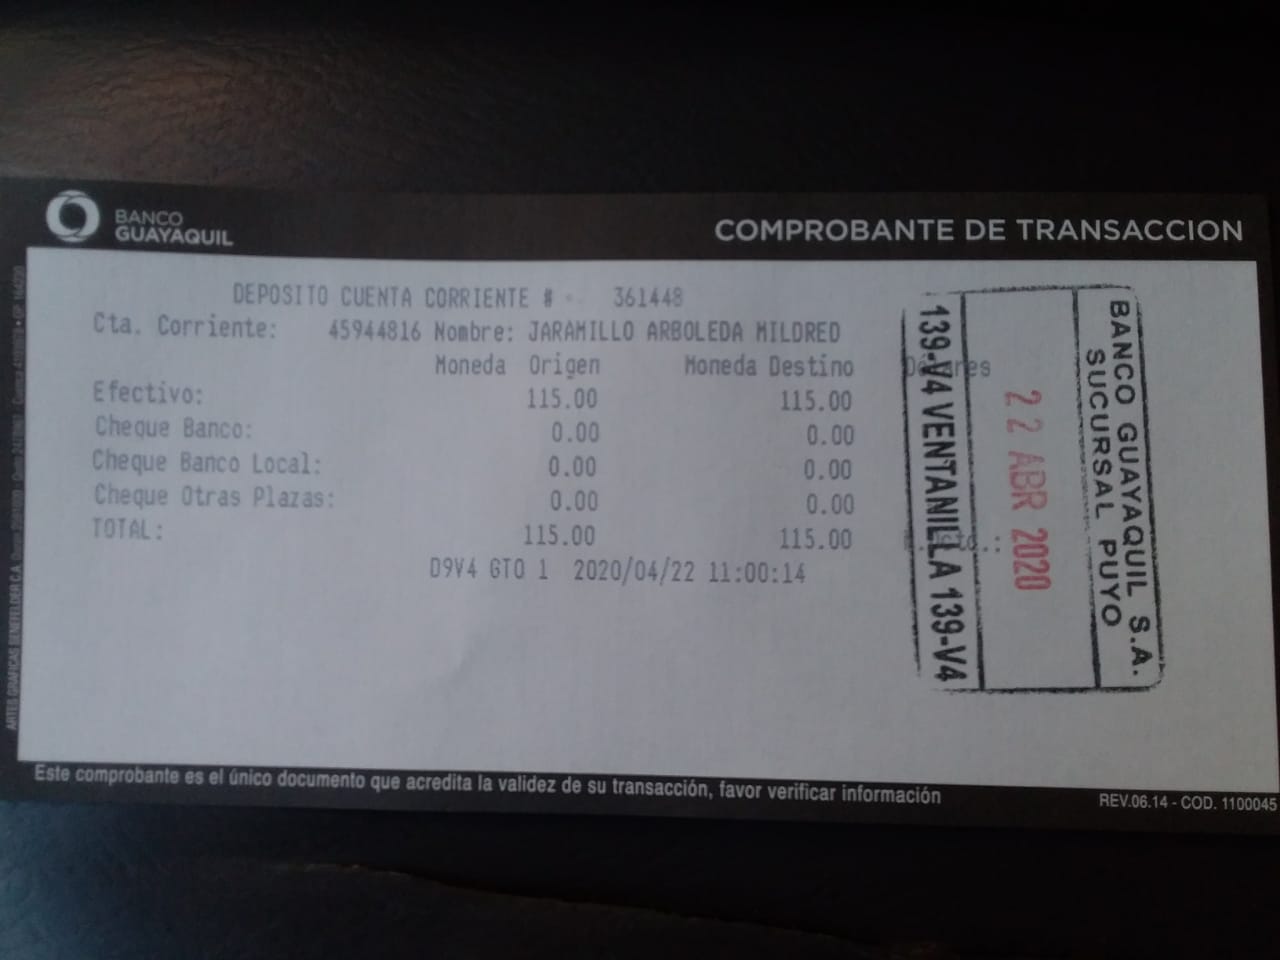 BANCO
GUAYAQUIL
COMPROBANTE DE TRANSACCION
DEPOSITO CUENTA CORRIENTE # 361448
Cta. Corriente: 45944816 Nombre: JARAMILLO ARBOLEDA MILDRED
Moneda Origen Moneda Destino
Efectivo: 115.00 115.00
Cheque Banco: 0.00 0.00
Cheque Banco Local: 0.00 0.00
Cheque Otras Plazas: 0.00 0.00
TOTAL: 115.00 115.00
D9V4 GTO 1 2020/04/22 11:00:14
BANCO GUAYAQUIL S.A.
SUCURSAL PUYO
22 ABR 2020
139-V4 VENTANILLA 139-V4
Este comprobante es el único documento que acredita la validez de su transacción, favor verificar información
REV.06.14 - COD. 1100045